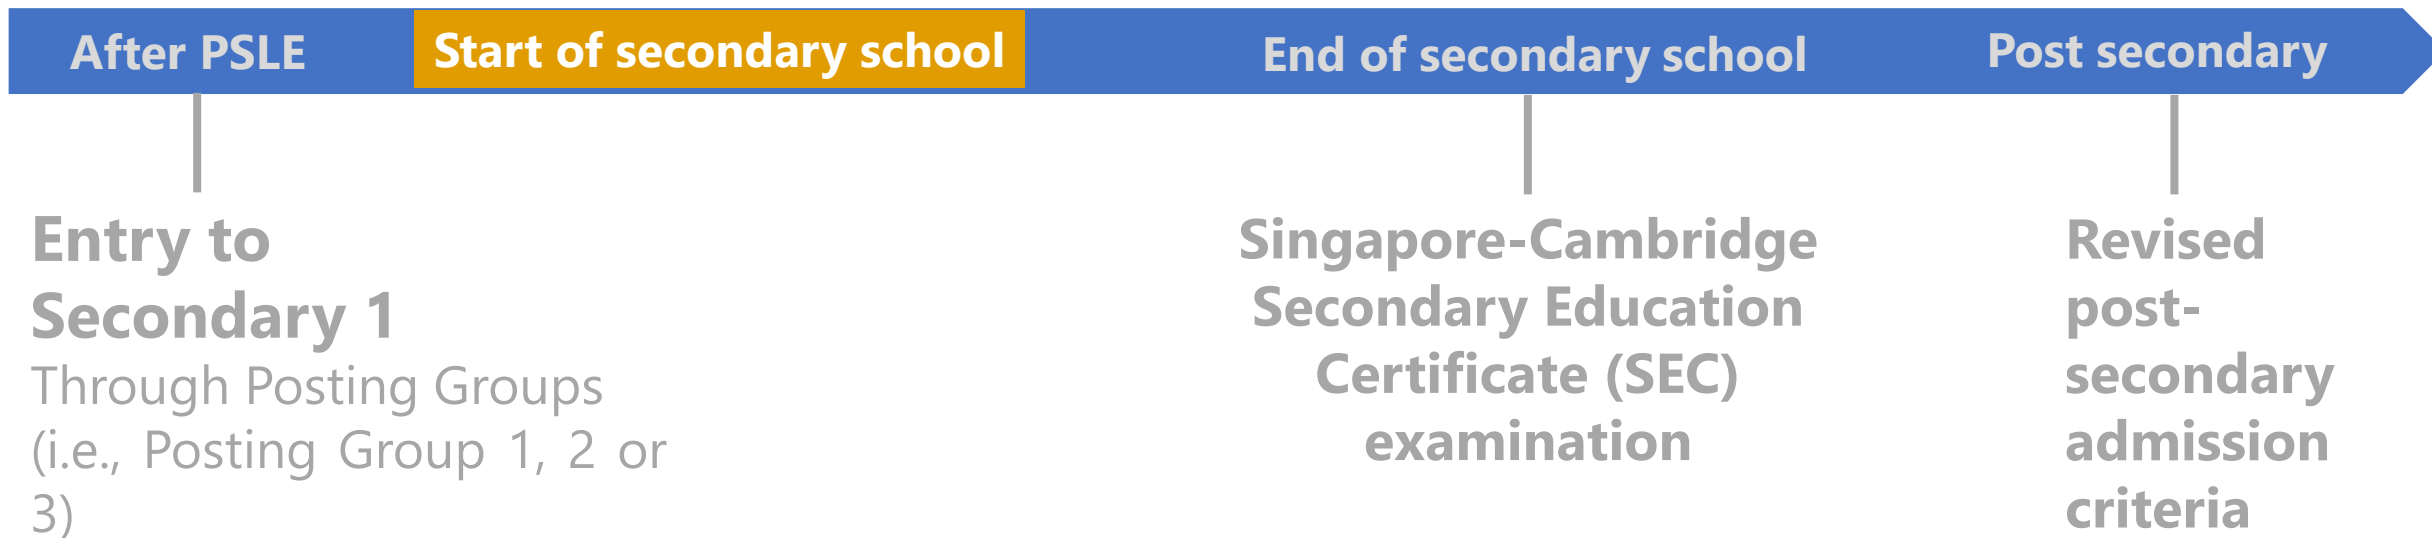 After PSLE
Start of secondary school
End of secondary school
Post secondary
Entry to
Secondary 1
Through Posting Groups
(i.e., Posting Group 1, 2 or
3)
Singapore-Cambridge
Secondary Education
Certificate (SEC)
examination
Revised
post-
secondary
admission
criteria